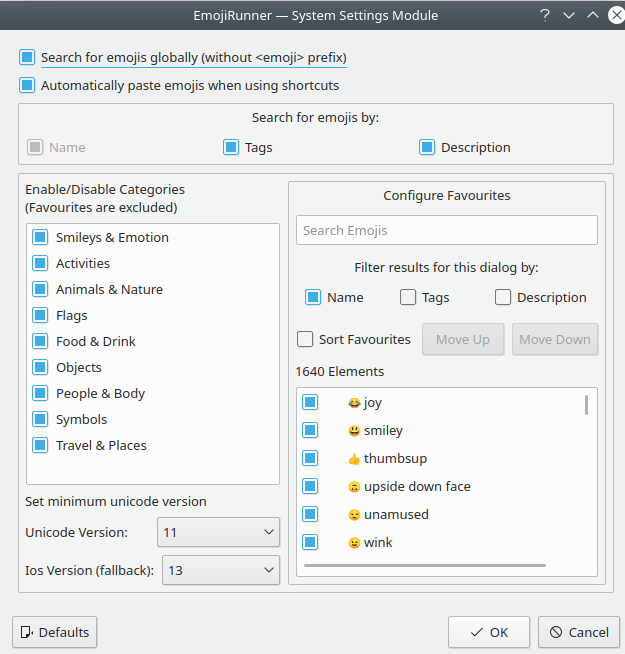 EmojiRunner — System Settings Module
Search for emojis globally (without <emoji> prefix)
Automatically paste emojis when using shortcuts
Search for emojis by:
Name
Tags
Description
Enable/Disable Categories
(Favourites are excluded)
Smileys & Emotion
Activities
Animals & Nature
Flags
Food & Drink
Objects
People & Body
Symbols
Travel & Places
Set minimum unicode version
Unicode Version:
11
Ios Version (fallback):
13
Configure Favourites
Search Emojis
Filter results for this dialog by:
Name
Tags
Description
Sort Favourites
Move Up
Move Down
1640 Elements
😂 joy
😃 smiley
👍 thumbsup
🙃 upside down face
😒 unamused
😉 wink
Defaults
OK
Cancel